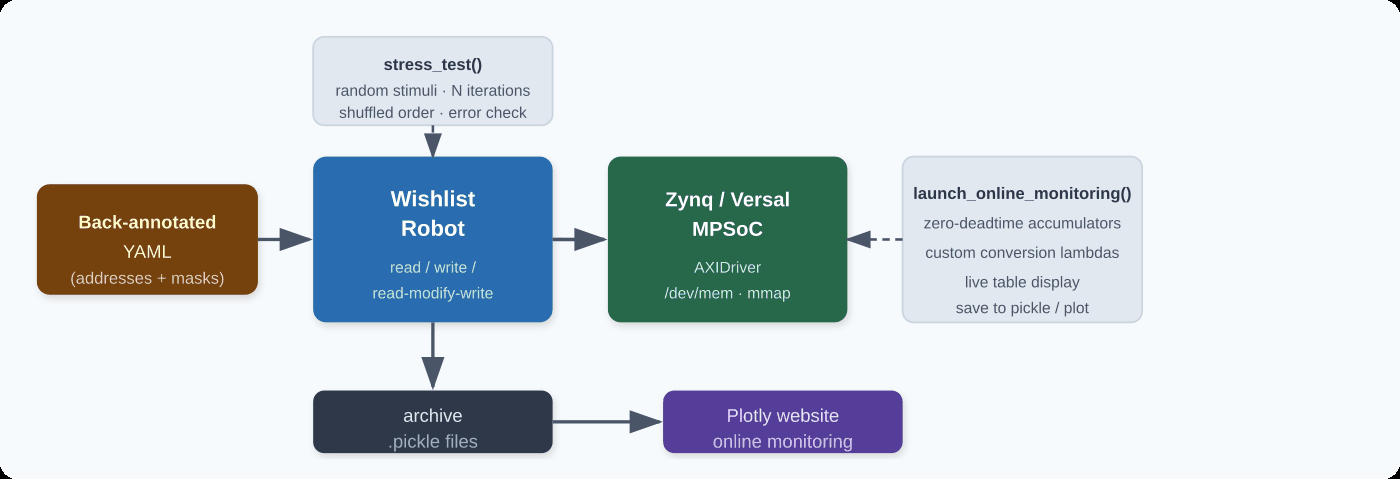 stress_test()
random stimuli · N iterations
shuffled order · error check
Back-annotated
YAML
(addresses + masks)
Wishlist
Robot
read / write /
read-modify-write
Zynq / Versal
MPSoC
AXIDriver
/dev/mem · mmap
launch_online_monitoring()
zero-deadtime accumulators
custom conversion lambdas
live table display
save to pickle / plot
archive
.pickle files
Plotly website
online monitoring